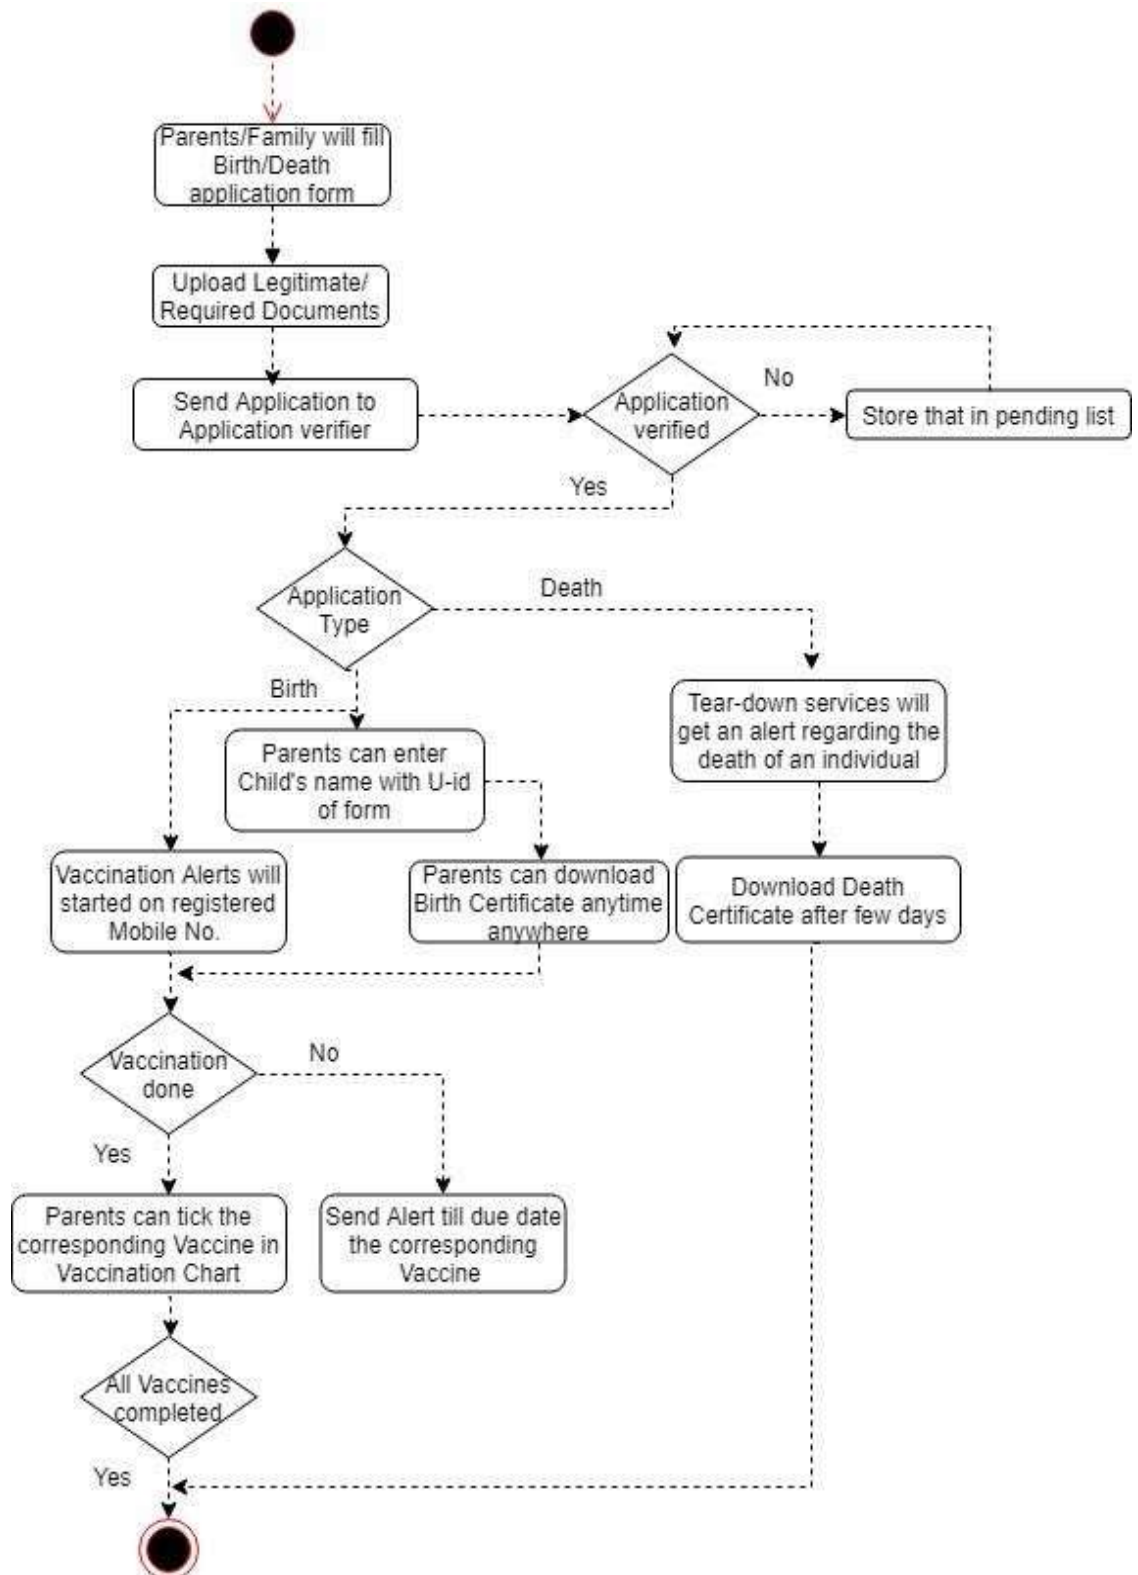 Parents/Family will fill
Birth/Death
application form
Upload Legitimate/
Required Documents
Send Application to
Application verifier
Application
verified
No
Store that in pending list
Yes
Application
Type
Death
Birth
Parents can enter
Child's name with U-id
of form
Tear-down services will
get an alert regarding the
death of an individual
Vaccination Alerts will
started on registered
Mobile No.
Parents can download
Birth Certificate anytime
anywhere
Download Death
Certificate after few days
Vaccination
done
No
Yes
Parents can tick the
corresponding Vaccine in
Vaccination Chart
Send Alert till due date
the corresponding
Vaccine
All Vaccines
completed
Yes